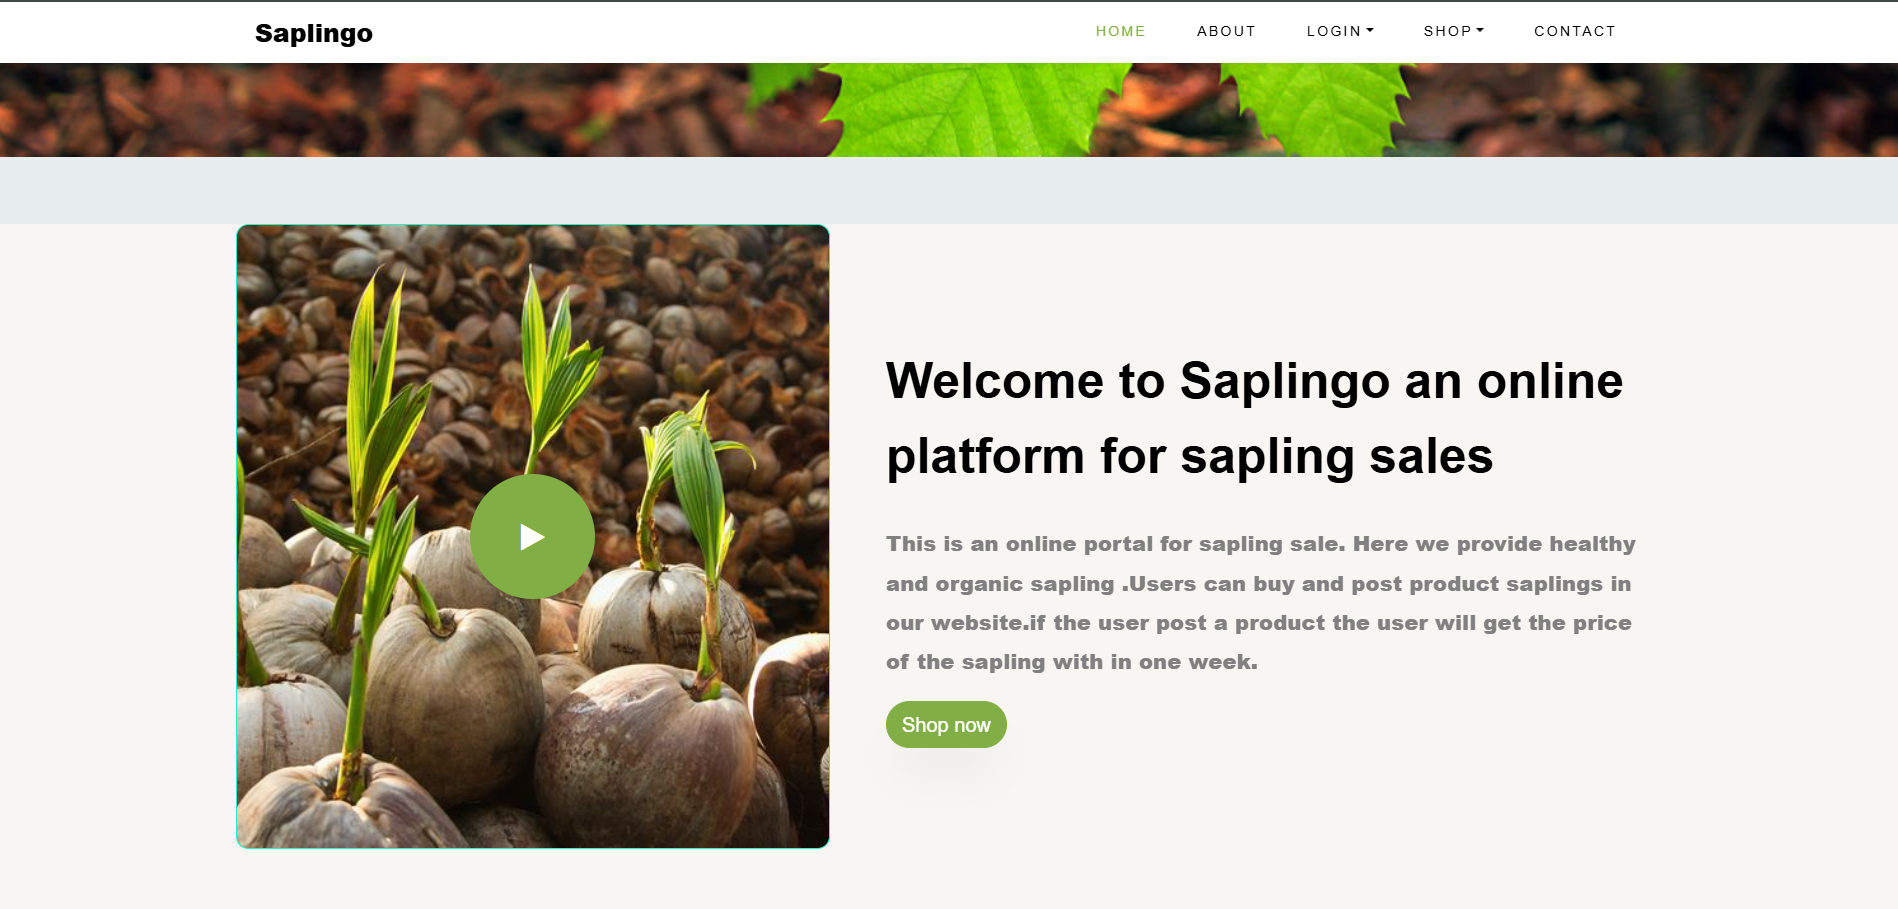 Saplingo
HOME ABOUT LOGIN SHOP CONTACT
Welcome to Saplingo an online
platform for sapling sales
This is an online portal for sapling sale. Here we provide healthy
and organic sapling .Users can buy and post product saplings in
our website.if the user post a product the user will get the price
of the sapling with in one week.
Shop now